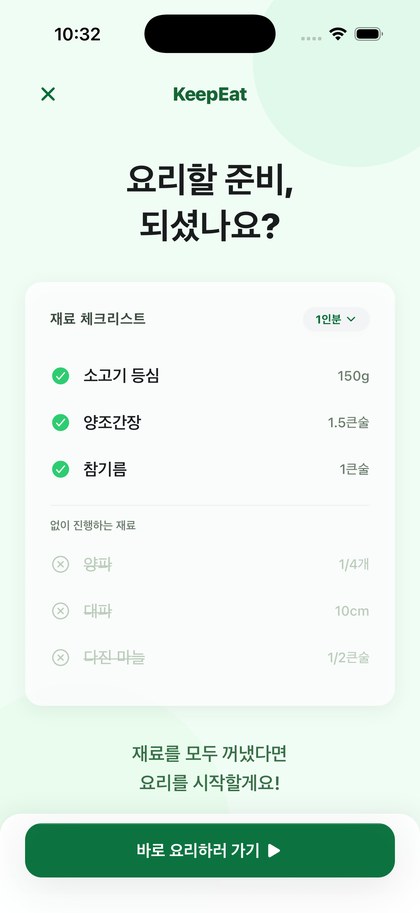 10:32
KeepEat
요리할 준비,
되셨나요?
재료 체크리스트 1인분
소고기 등심 150g
양조간장 1.5큰술
참기름 1큰술
없이 진행하는 재료
양파 1/4개
대파 10cm
다진 마늘 1/2큰술
재료를 모두 꺼냈다면
요리를 시작할게요!
바로 요리하러 가기